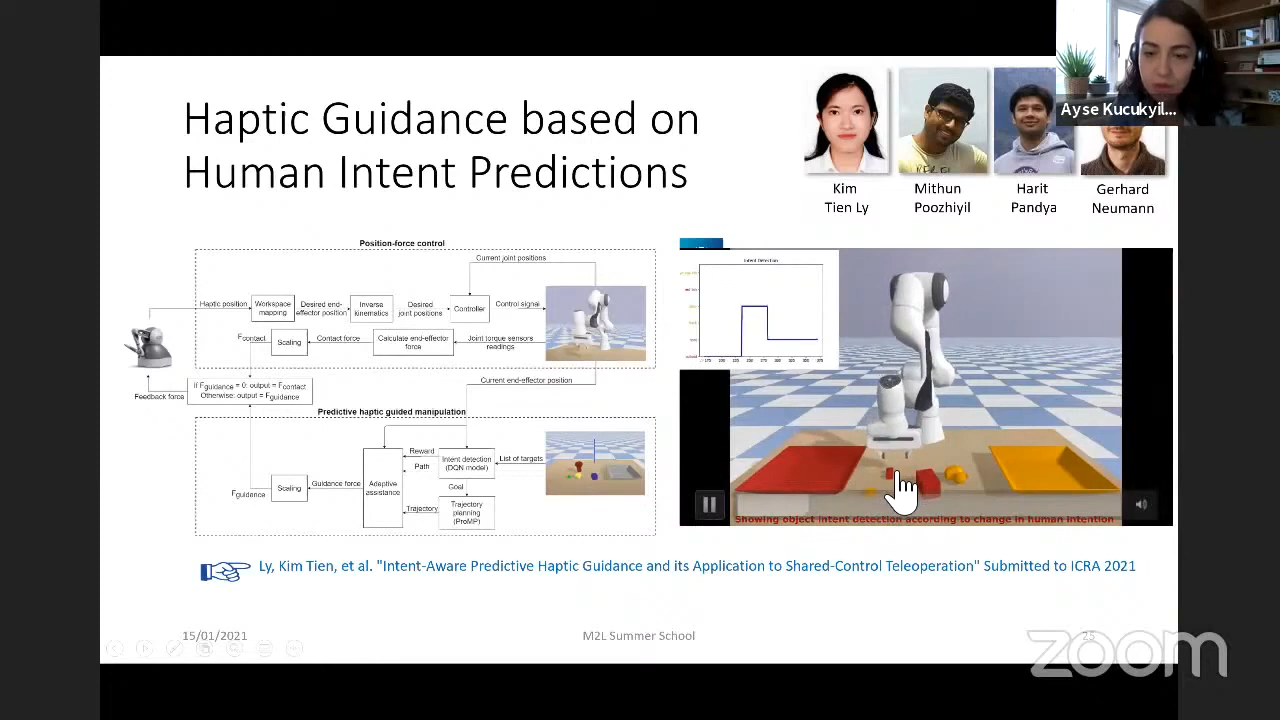 Haptic Guidance based on
Human Intent Predictions
Ayse Kucukyil...
Kim
Tien Ly
Mithun
Poozhiyil
Harit
Pandya
Gerhard
Neumann
Position-force control
Current joint positions
Haptic position
Workspace
mapping
Desired end-
effector position
Inverse
kinematics
Desired
joint positions
Controller
Control signal
Fcontact
Scaling
Contact force
Calculate end-effector
force
Joint torque sensors
readings
Current end-effector position
Feedback force
If Fguidance = 0: output = Fcontact
Otherwise: output = Fguidance
Predictive haptic guided manipulation
Reward
Path
Intent detection
(DQN model)
List of targets
Adaptive
assistance
Goal
Fguidence
Scaling
Guidance force
Trajectory
Trajectory
planning
(ProMP)
Intent Detection
Showing object intent detection according to change in human intention
Ly, Kim Tien, et al. "Intent-Aware Predictive Haptic Guidance and its Application to Shared-Control Teleoperation" Submitted to ICRA 2021
15/01/2021
M2L Summer School
25
zoom